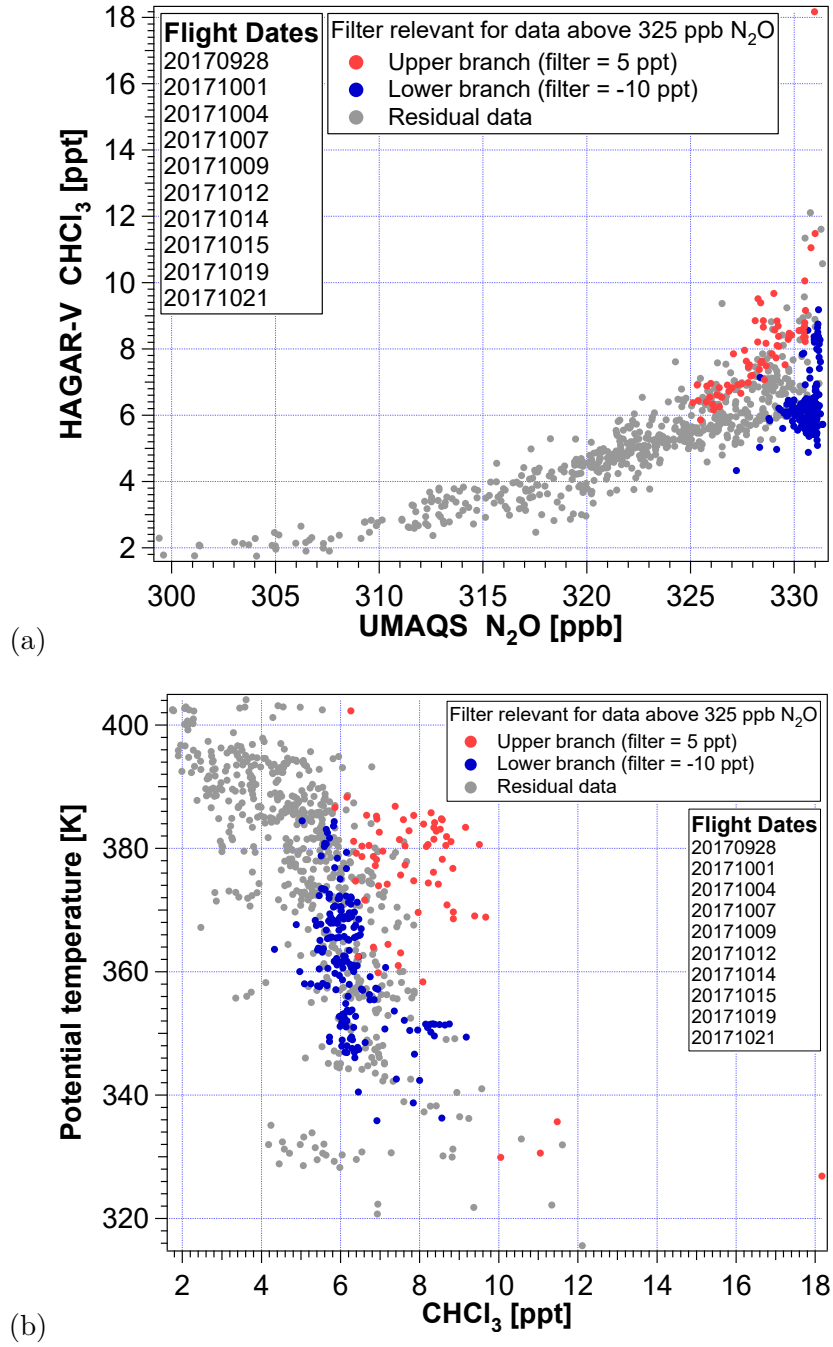 Flight Dates
20170928
20171001
20171004
20171007
20171009
20171012
20171014
20171015
20171019
20171021
Filter relevant for data above 325 ppb N₂O
Upper branch (filter = 5 ppt)
Lower branch (filter = -10 ppt)
Residual data
HAGAR-V CHCl₃ [ppt]
18
16
14
12
10
8
6
4
2
300 305 310 315 320 325 330
UMAQS N₂O [ppb]
(a)
Filter relevant for data above 325 ppb N₂O
Upper branch (filter = 5 ppt)
Lower branch (filter = -10 ppt)
Residual data
Flight Dates
20170928
20171001
20171004
20171007
20171009
20171012
20171014
20171015
20171019
20171021
Potential temperature [K]
400
380
360
340
320
2 4 6 8 10 12 14 16 18
CHCl₃ [ppt]
(b)